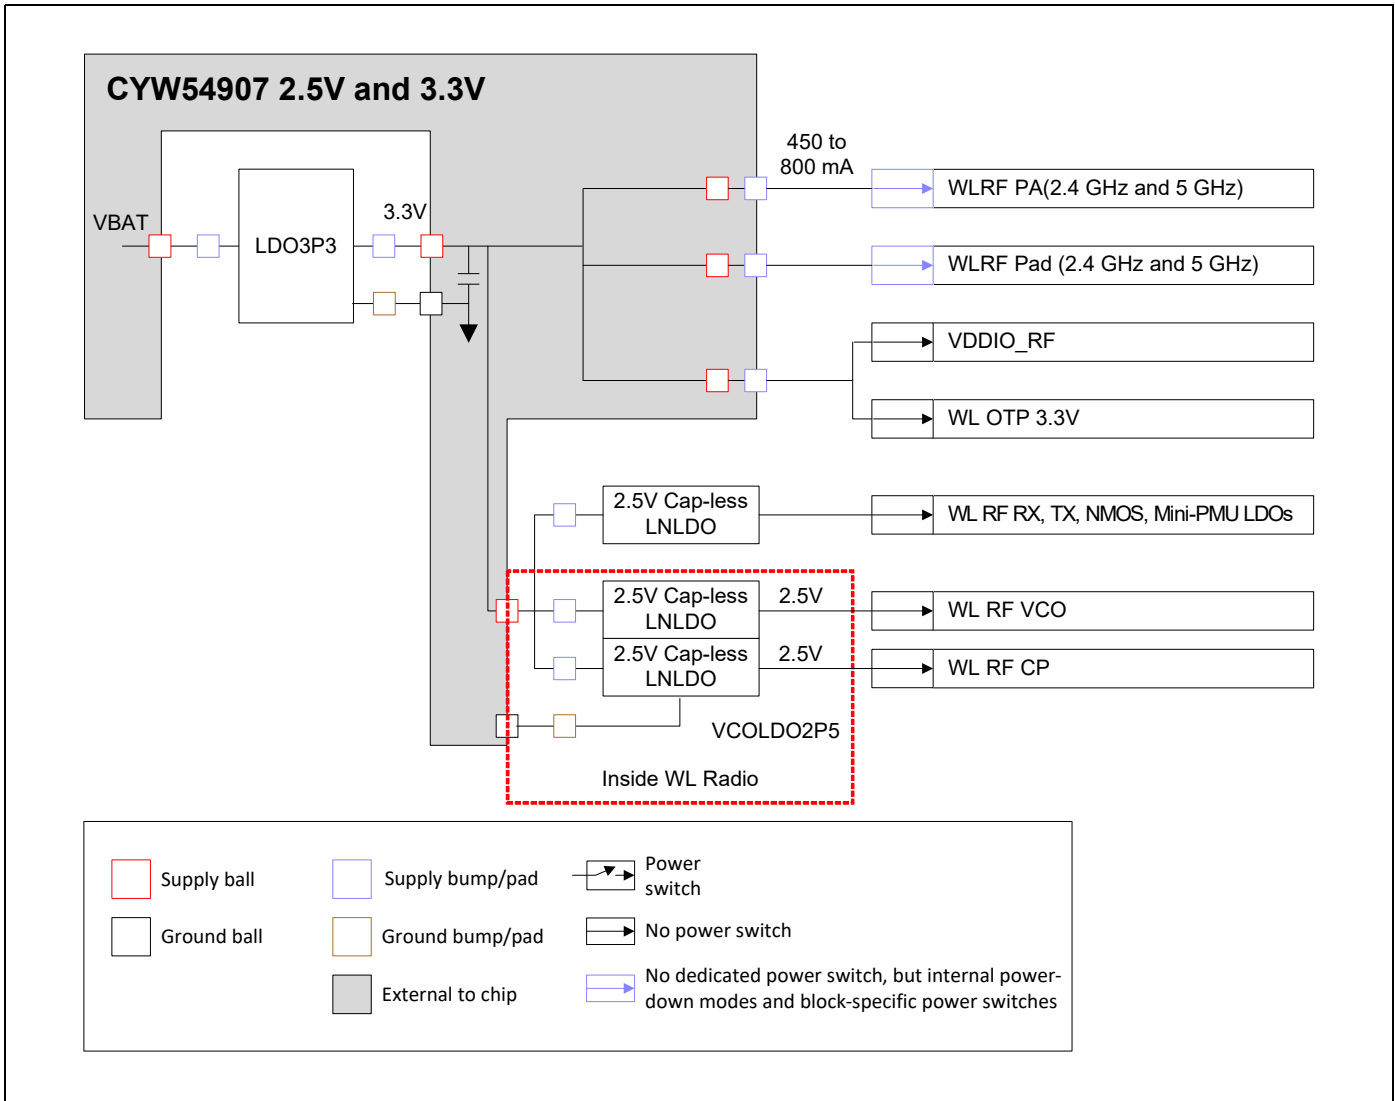 CYW54907 2.5V and 3.3V
450 to
800 mA
WLRF PA(2.4 GHz and 5 GHz)
VBAT
LDO3P3
3.3V
WLRF Pad (2.4 GHz and 5 GHz)
VDDIO_RF
WL OTP 3.3V
2.5V Cap-less
LNLDO
WL RF RX, TX, NMOS, Mini-PMU LDOs
2.5V Cap-less
LNLDO
2.5V
WL RF VCO
2.5V Cap-less
LNLDO
2.5V
WL RF CP
VCOLDO2P5
Inside WL Radio
Supply ball
Supply bump/pad
Power
switch
Ground ball
Ground bump/pad
No power switch
External to chip
No dedicated power switch, but internal power-
down modes and block-specific power switches